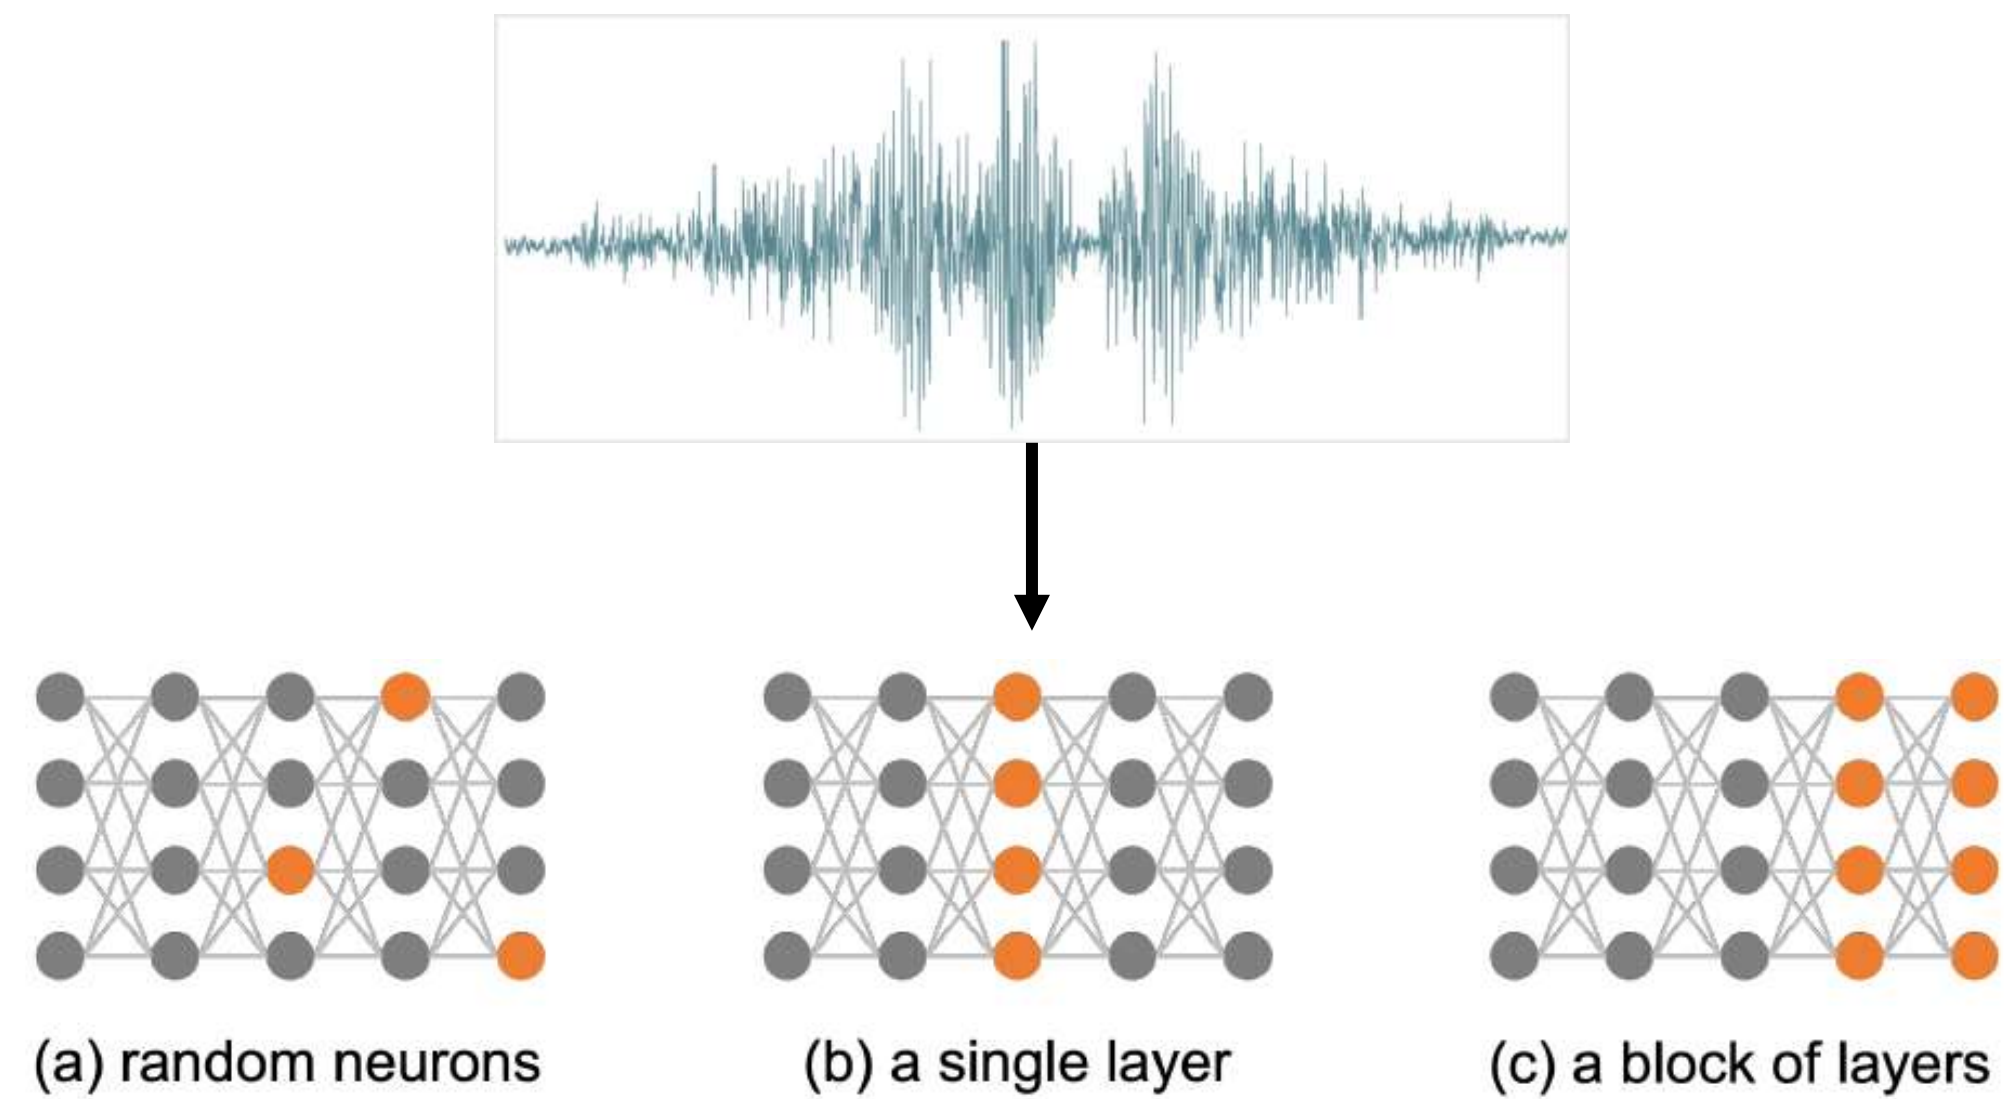 (a) random neurons
(b) a single layer
(c) a block of layers